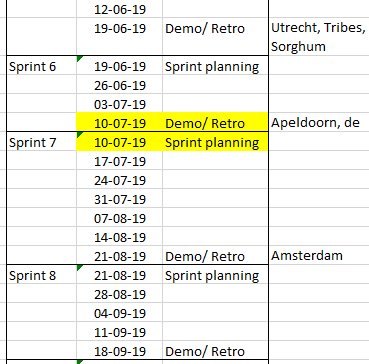 12-06-19
19-06-19 Demo/ Retro Utrecht, Tribes,
Sorghum
Sprint 6 19-06-19 Sprint planning
26-06-19
03-07-19
10-07-19 Demo/ Retro Apeldoorn, de
Sprint 7 10-07-19 Sprint planning
17-07-19
24-07-19
31-07-19
07-08-19
14-08-19
21-08-19 Demo/ Retro Amsterdam
Sprint 8 21-08-19 Sprint planning
28-08-19
04-09-19
11-09-19
18-09-19 Demo/ Retro